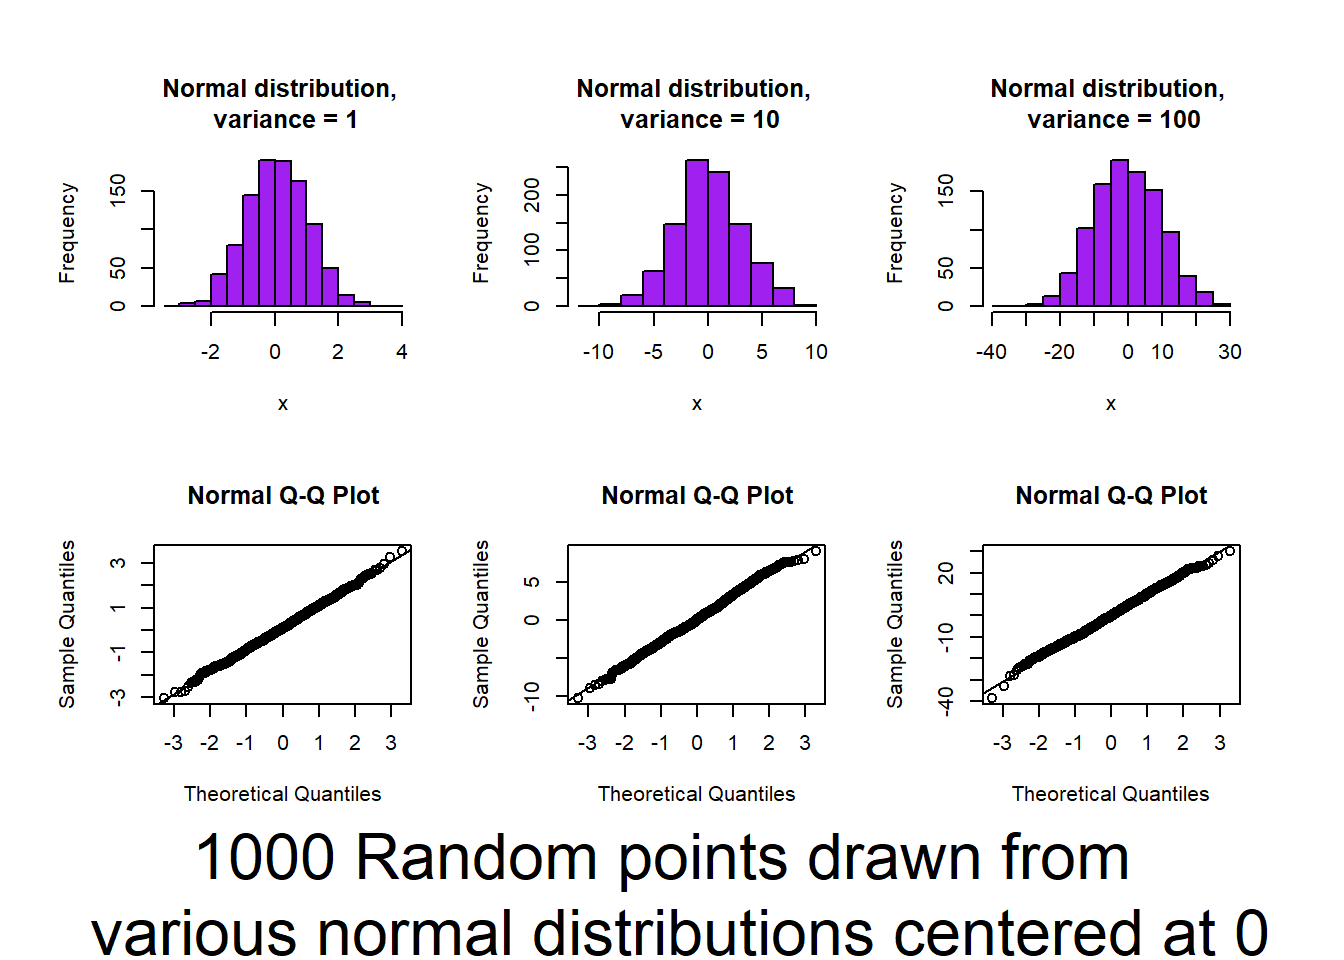 Normal distribution,
variance = 1
Frequency
0
50
150
-2 0 2 4
x
Normal distribution,
variance = 10
Frequency
0
100
200
-10 -5 0 5 10
x
Normal distribution,
variance = 100
Frequency
0
50
150
-40 -20 0 10 30
x
Normal Q-Q Plot
Sample Quantiles
-3
-1
1
3
-3 -2 -1 0 1 2 3
Theoretical Quantiles
Normal Q-Q Plot
Sample Quantiles
-10
0
5
-3 -2 -1 0 1 2 3
Theoretical Quantiles
Normal Q-Q Plot
Sample Quantiles
-40
-10
20
-3 -2 -1 0 1 2 3
Theoretical Quantiles
1000 Random points drawn from
various normal distributions centered at 0